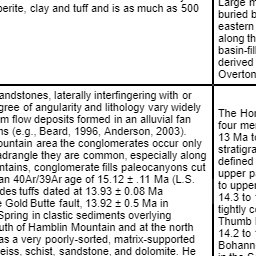 perite, clay and tuff and is as much as 500
andstones, laterally interfingering with or
gree of angularity and lithology vary widely
m flow deposits formed in an alluvial fan
ns (e.g., Beard, 1996, Anderson, 2003).
ountain area the conglomerates occur only
adrangle they are common, especially along
ntains, conglomerate fills paleocanyons cut
an 40Ar/39Ar age of 15.12 ± .11 Ma (L.S.
des tuffs dated at 13.93 ± 0.08 Ma
e Gold Butte fault, 13.92 ± 0.5 Ma in
Spring in clastic sediments overlying
uth of Hamblin Mountain and at the north
as a very poorly-sorted, matrix-supported
eiss, schist, sandstone, and dolomite. He
Large m
buried b
eastern
along th
basin-fil
derived
Overton
The Hor
four mer
13 Ma to
stratigra
defined
upper p
to upper
14.3 to
tightly c
Thumb
14.2 to
Bohann